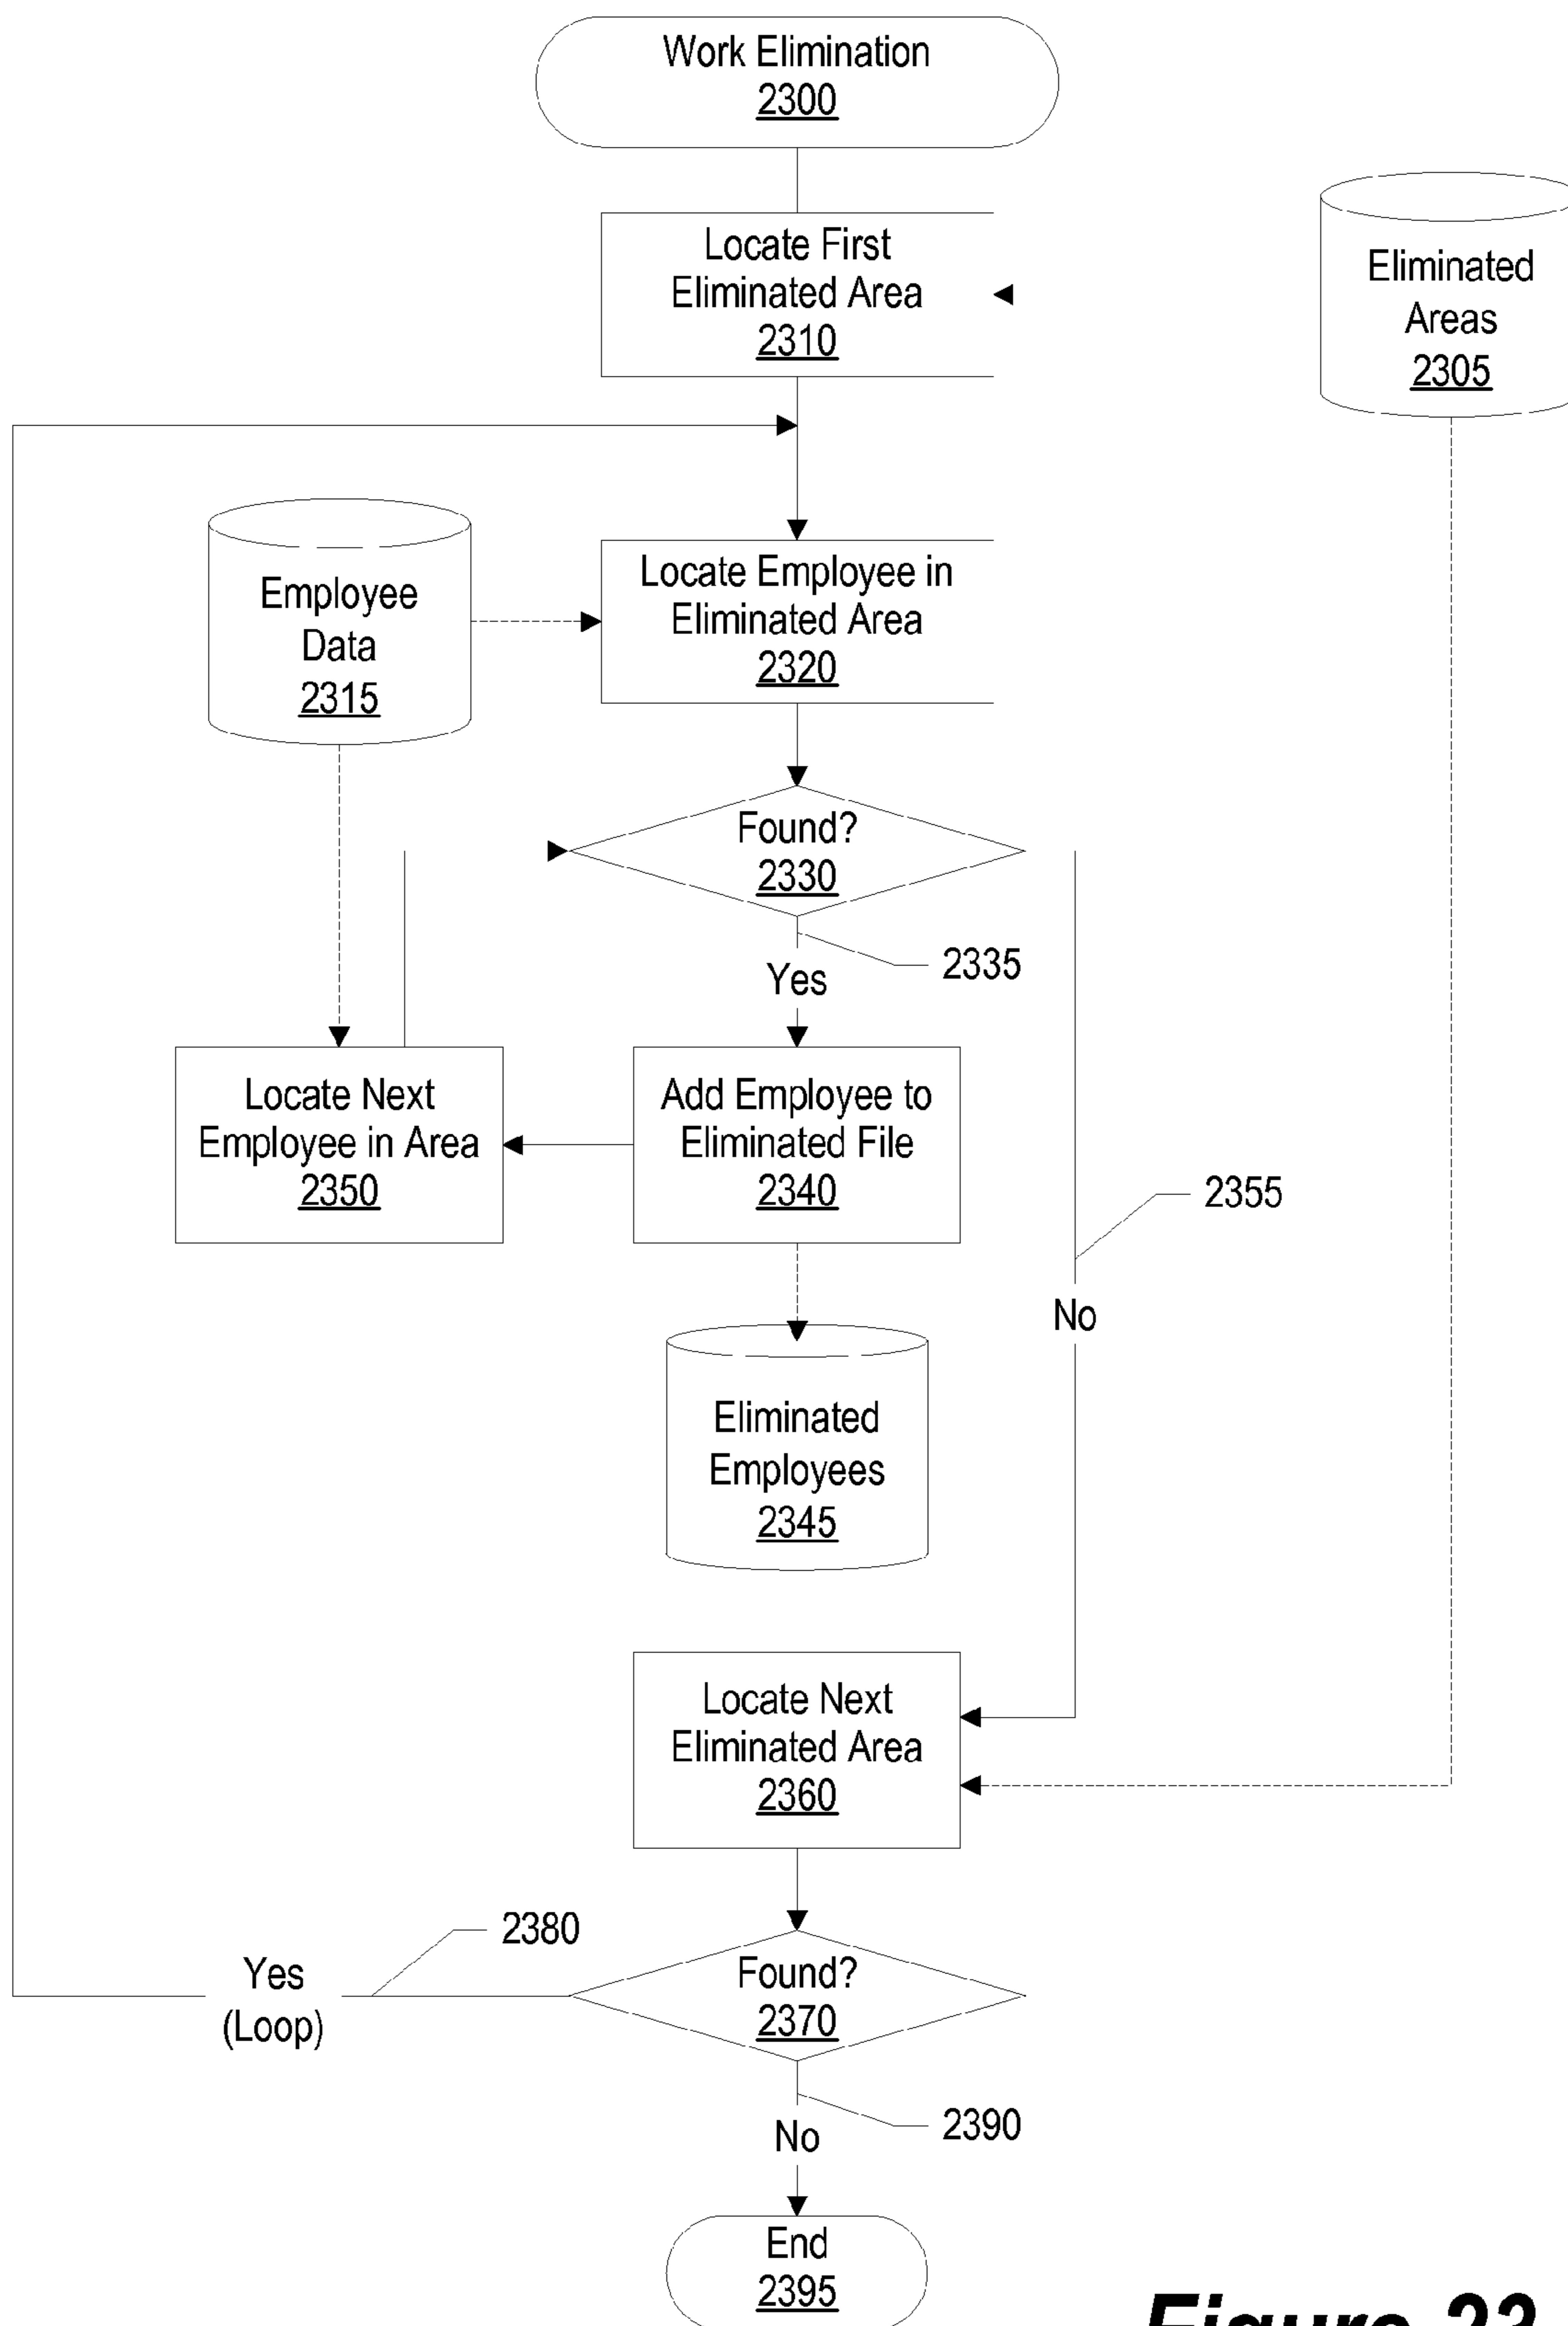 Work Elimination
2300
Locate First
Eliminated Area
2310
Eliminated
Areas
2305
Employee
Data
2315
Locate Employee in
Eliminated Area
2320
Found?
2330
2335
Yes
Locate Next
Employee in Area
2350
Add Employee to
Eliminated File
2340
2355
No
Eliminated
Employees
2345
Locate Next
Eliminated Area
2360
2380
Yes
(Loop)
Found?
2370
2390
No
End
2395
Figure 23